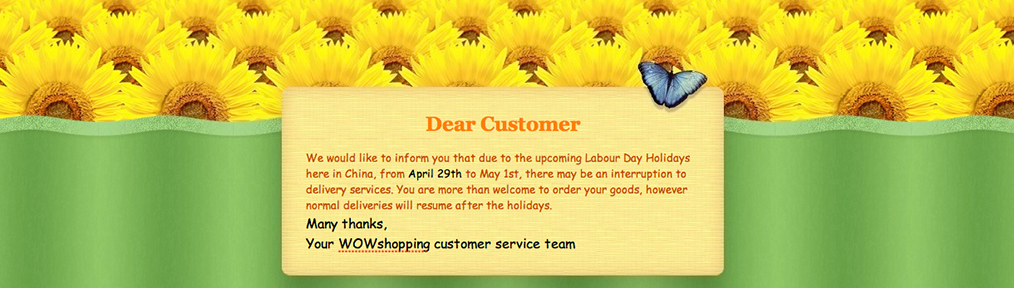 Dear Customer
We would like to inform you that due to the upcoming Labour Day Holidays
here in China, from April 29th to May 1st, there may be an interruption to
delivery services. You are more than welcome to order your goods, however
normal deliveries will resume after the holidays.
Many thanks,
Your WOWshopping customer service team